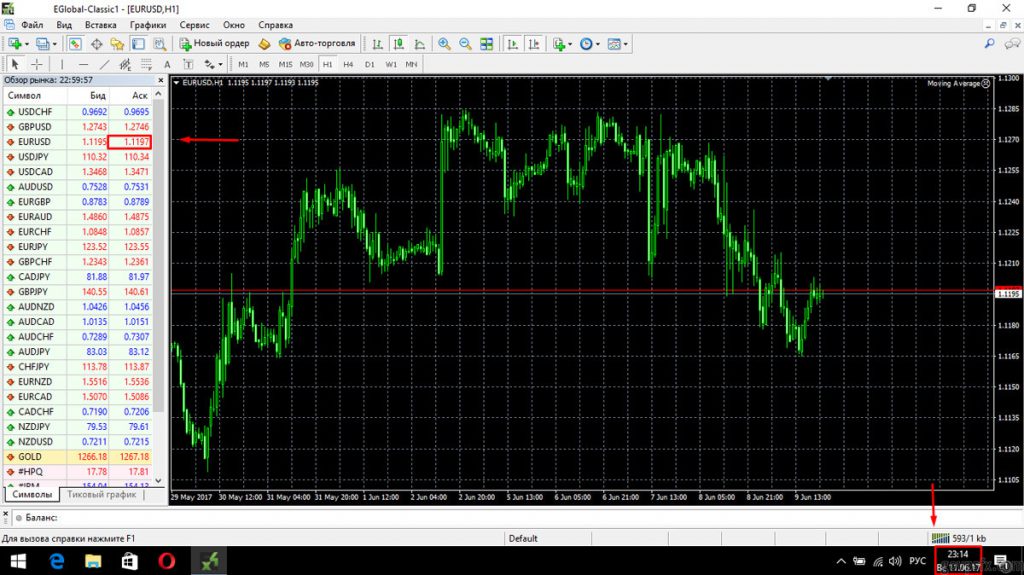 EGlobal-Classic1 - [EURUSD,H1]
Файл Вид Вставка Графики Сервис Окно Справка
Новый ордер Авто-торговля
A T M1 M5 M15 M30 H1 H4 D1 W1 MN
Обзор рынка: 22:59:57
Символ Бид Аск
USDCHF 0.9692 0.9695
GBPUSD 1.2743 1.2746
EURUSD 1.1195 1.1197
USDJPY 110.32 110.34
USDCAD 1.3468 1.3471
AUDUSD 0.7528 0.7531
EURGBP 0.8783 0.8789
EURAUD 1.4860 1.4875
EURCHF 1.0848 1.0857
EURJPY 123.52 123.55
GBPCHF 1.2343 1.2361
CADJPY 81.88 81.97
GBPJPY 140.55 140.61
AUDNZD 1.0426 1.0456
AUDCAD 1.0135 1.0151
AUDCHF 0.7289 0.7307
AUDJPY 83.03 83.12
CHFJPY 113.78 113.87
EURNZD 1.5516 1.5536
EURCAD 1.5070 1.5086
CADCHF 0.7190 0.7206
NZDJPY 79.53 79.61
NZDUSD 0.7211 0.7215
GOLD 1266.18 1267.18
#HPQ 17.78 17.81
#IBM 154.04 154.13
Символы Тиковый график
EURUSD,H1 1.1195 1.1197 1.1193 1.1195
Moving Average
1.1300
1.1285
1.1270
1.1255
1.1240
1.1225
1.1210
1.1195
1.1180
1.1165
1.1150
1.1135
1.1120
1.1105
29 May 2017 30 May 12:00 31 May 04:00 31 May 20:00 1 Jun 12:00 2 Jun 04:00 2 Jun 20:00 5 Jun 13:00 6 Jun 05:00 6 Jun 21:00 7 Jun 13:00 8 Jun 05:00 8 Jun 21:00 9 Jun 13:00
Баланс:
Для вызова справки нажмите F1 Default 593/1 kb
РУС
23:14
Вс 11.06.17